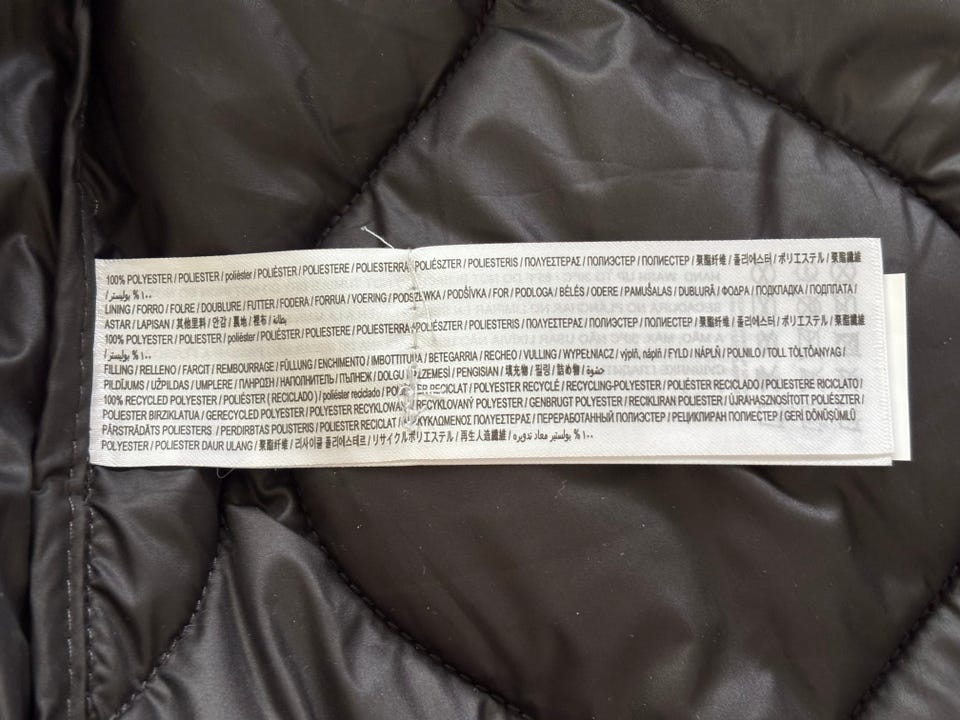 100% POLYESTER / POLIESTER / poliéster / POLIÉSTER / POLIESTERE / POLIESTERRA / POLIÉSZTER / POLIESTERIS / ΠΟΛΥΕΣΤΕΡΑΣ / ПОЛИЭСТЕР / ПОЛИЕСТЕР / 聚酯纤维 / 폴리에스터 / ポリエステル / 聚酯纖維
/ ١٠٠% بوليستر /
LINING / FORRO / FOLRE / DOUBLURE / FUTTER / FODERA / FORRUA / VOERING / PODSZEWKA / PODŠÍVKA / FOR / PODLOGA / BÉLÉS / ODERE / PAMUŠALAS / DUBLURĂ / ΦΟΔΡΑ / ПОДКЛАДКА / ПОДПЛАТА /
ASTAR / LAPISAN / 其他里料 / 안감 / 裏地 / 裡布 / بطانة
100% POLYESTER / POLIESTER / poliéster / POLIÉSTER / POLIESTERE / POLIESTERRA / POLIÉSZTER / POLIESTERIS / ΠΟΛΥΕΣΤΕΡΑΣ / ПОЛИЭСТЕР / ПОЛИЕСТЕР / 聚酯纤维 / 폴리에스터 / ポリエステル / 聚酯纖維
/ ١٠٠% بوليستر /
FILLING / RELLENO / FARCIT / REMBOURRAGE / FÜLLUNG / ENCHIMENTO / IMBOTTITURA / BETEGARRIA / RECHEO / VULLING / WYPEŁNIACZ / výplň, náplň / FYLD / NÁPLŇ / POLNILO / TOLL TÖLTŐANYAG /
PILDĪJUMS / UŽPILDAS / UMPLERE / ΠΛΗΡΩΣΗ / НАПОЛНИТЕЛЬ / ПЪЛНЕЖ / DOLGU MALZEMESI / PENGISIAN / 填充物 / 필링 / 詰め物 / حشوة
100% RECYCLED POLYESTER / POLIÉSTER ( RECICLADO ) / poliéster reciclado / POLIESTER RECICLAT / POLYESTER RECYCLÉ / RECYCLING-POLYESTER / POLIÉSTER RECICLADO / POLIESTERE RICICLATO /
POLIESTER BIRZIKLATUA / GERECYCLED POLYESTER / POLYESTER RECYKLOWANY / RECYKLOVANÝ POLYESTER / GENBRUGT POLYESTER / RECIKLIRAN POLIESTER / ÚJRAHASZNOSÍTOTT POLIÉSZTER /
PĀRSTRĀDĀTS POLIESTERS / PERDIRBTAS POLIESTERIS / POLIESTER RECICLAT / ΑΝΑΚΥΚΛΩΜΕΝΟΣ ΠΟΛΥΕΣΤΕΡΑΣ / ПЕРЕРАБОТАННЫЙ ПОЛИЭСТЕР / РЕЦИКЛИРАН ПОЛИЕСТЕР / GERİ DÖNÜŞÜMLÜ
POLYESTER / POLIESTER DAUR ULANG / 聚酯纤维 / 리사이클 폴리에스테르 / リサイクルポリエステル / 再生人造纖維 / ١٠٠% بوليستر معاد تدويره